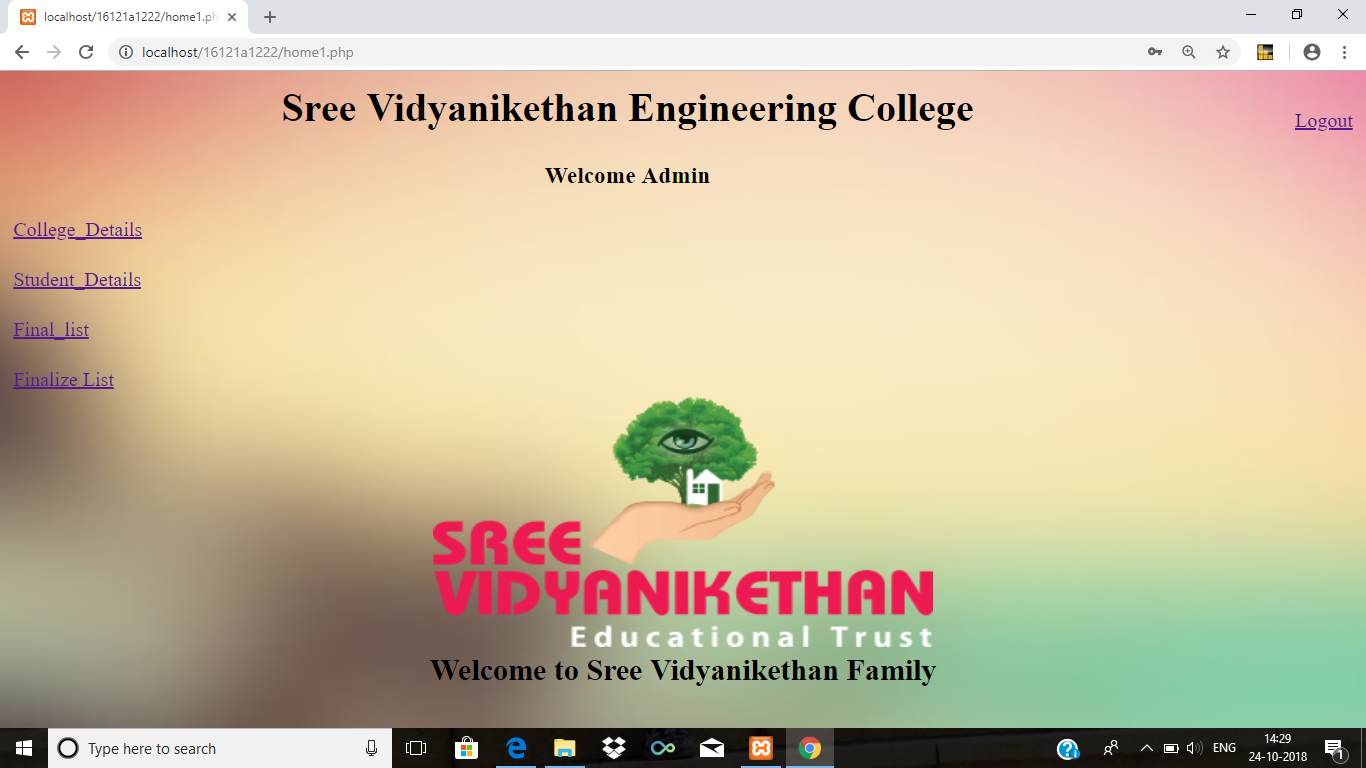 localhost/16121a1222/home1.ph
localhost/16121a1222/home1.php
Sree Vidyanikethan Engineering College
Logout
Welcome Admin
College_Details
Student_Details
Final_list
Finalize List
SREE
VIDYANIKETHAN
Educational Trust
Welcome to Sree Vidyanikethan Family
Type here to search
ENG
14:29
24-10-2018
1